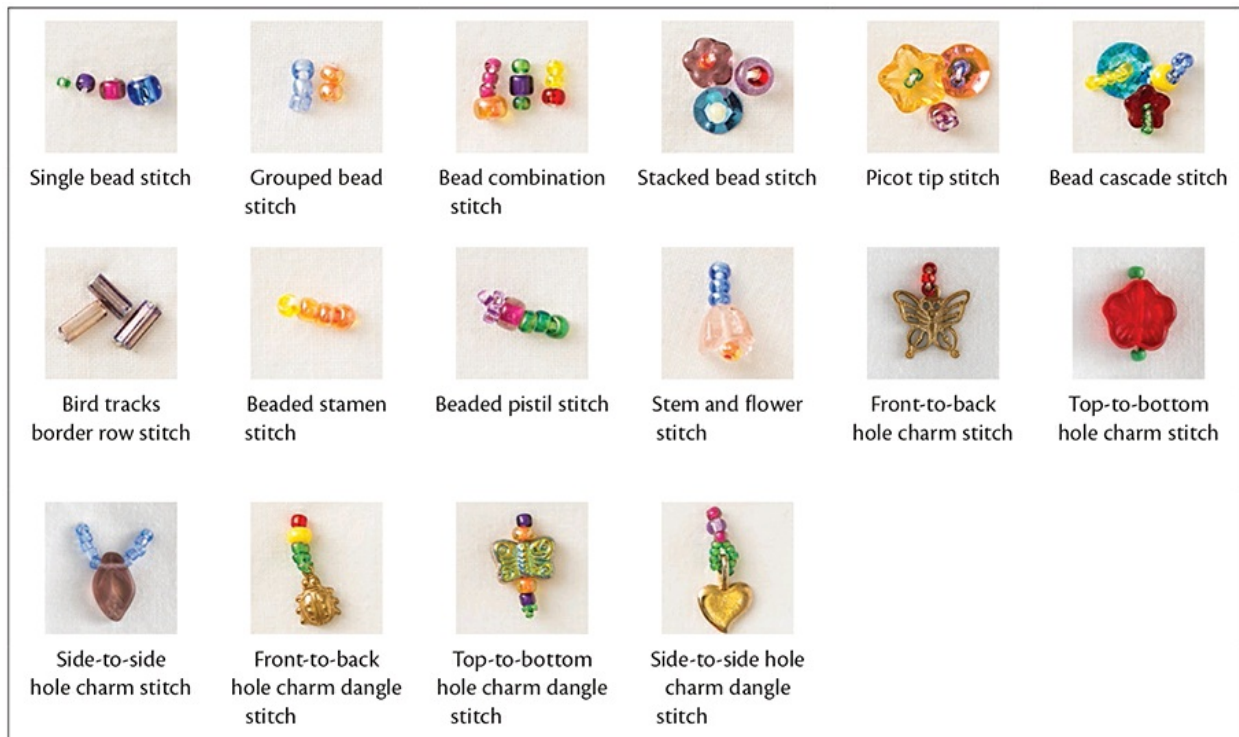 Single bead stitch
Grouped bead
stitch
Bead combination
stitch
Stacked bead stitch
Picot tip stitch
Bead cascade stitch
Bird tracks
border row stitch
Beaded stamen
stitch
Beaded pistil stitch
Stem and flower
stitch
Front-to-back
hole charm stitch
Top-to-bottom
hole charm stitch
Side-to-side
hole charm stitch
Front-to-back
hole charm dangle
stitch
Top-to-bottom
hole charm dangle
stitch
Side-to-side hole
charm dangle
stitch